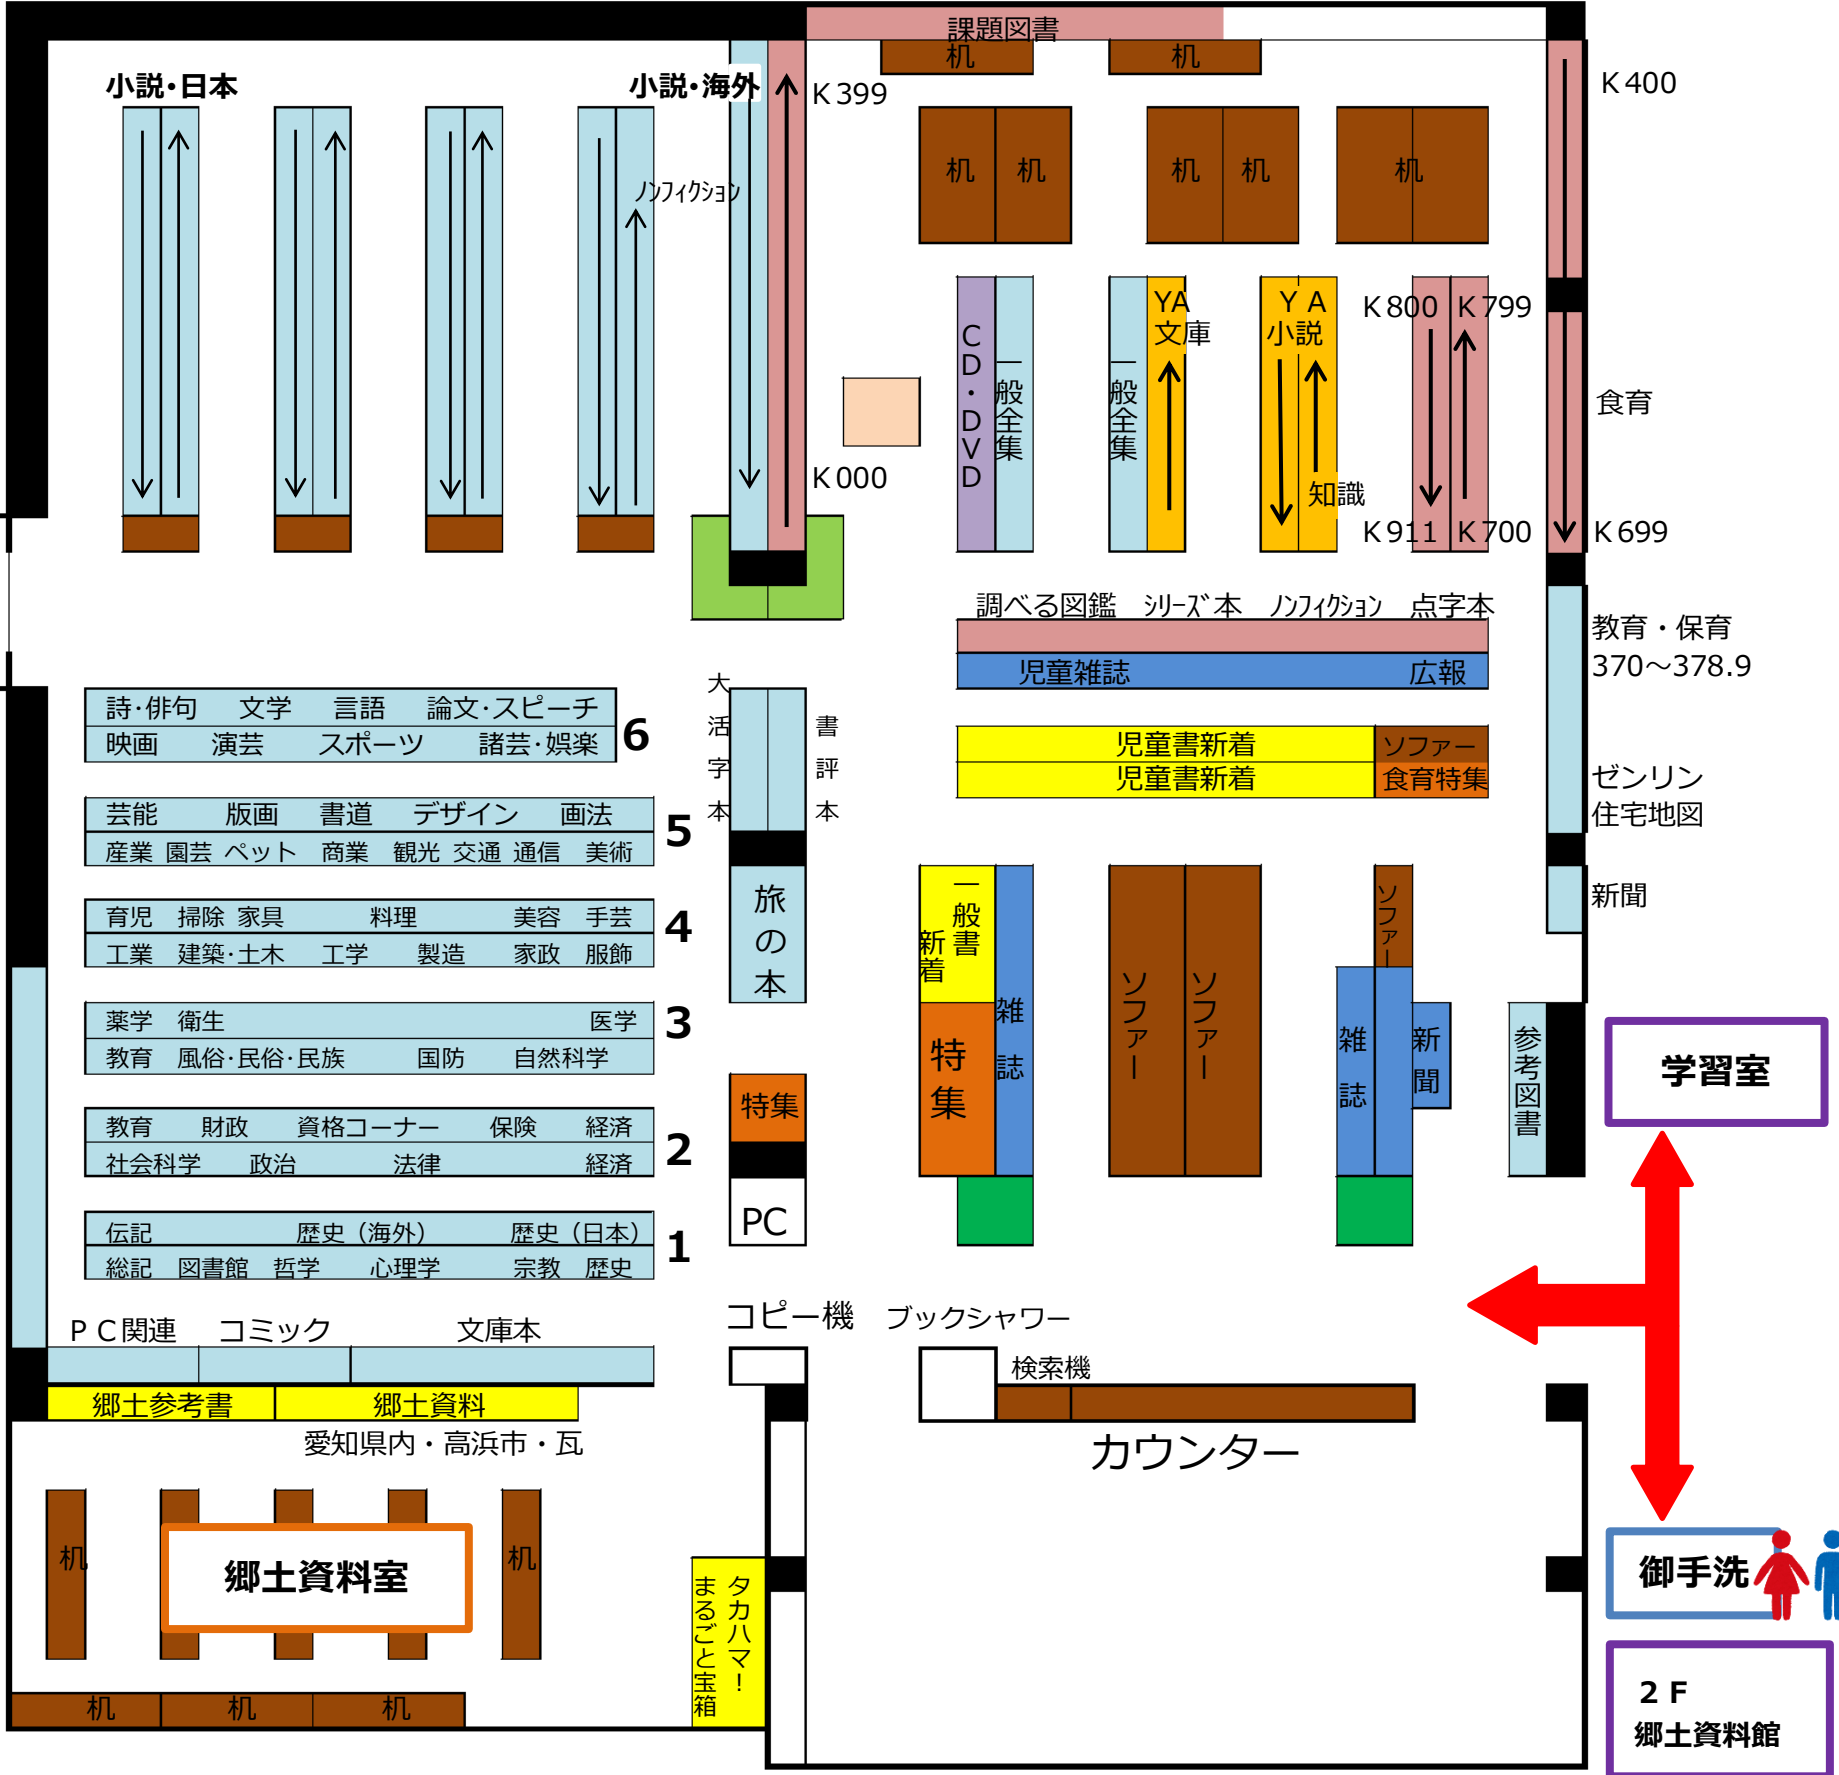 課題図書
机 机
小説・日本
小説・海外
K399
K400
机 机 机 机 机
ノンフィクション
K000
CD・DVD
一般全集
一般全集
YA
文庫
YA
小説
知識
K800 K799
K911 K700
食育
K699
調べる図鑑 シリーズ本 ノンフィクション 点字本
児童雑誌 広報
教育・保育
370～378.9
児童書新着 ソファー
児童書新着 食育特集
ゼンリン
住宅地図
新聞
大活字本
書評本
旅の本
特集
PC
詩・俳句 文学 言語 論文・スピーチ
映画 演芸 スポーツ 諸芸・娯楽
6
芸能 版画 書道 デザイン 画法
産業 園芸 ペット 商業 観光 交通 通信 美術
5
育児 掃除 家具 料理 美容 手芸
工業 建築・土木 工学 製造 家政 服飾
4
薬学 衛生 医学
教育 風俗・民俗・民族 国防 自然科学
3
教育 財政 資格コーナー 保険 経済
社会科学 政治 法律 経済
2
伝記 歴史（海外） 歴史（日本）
総記 図書館 哲学 心理学 宗教 歴史
1
一般書
新着
特集
雑誌
ソファー
ソファー
ソファー
雑誌
新聞
参考図書
学習室
PC関連 コミック 文庫本
郷土参考書 郷土資料
愛知県内・高浜市・瓦
コピー機 ブックシャワー
検索機
カウンター
机 机
郷土資料室
机 机 机
タカハマ！
まるごと宝箱
御手洗
2F
郷土資料館